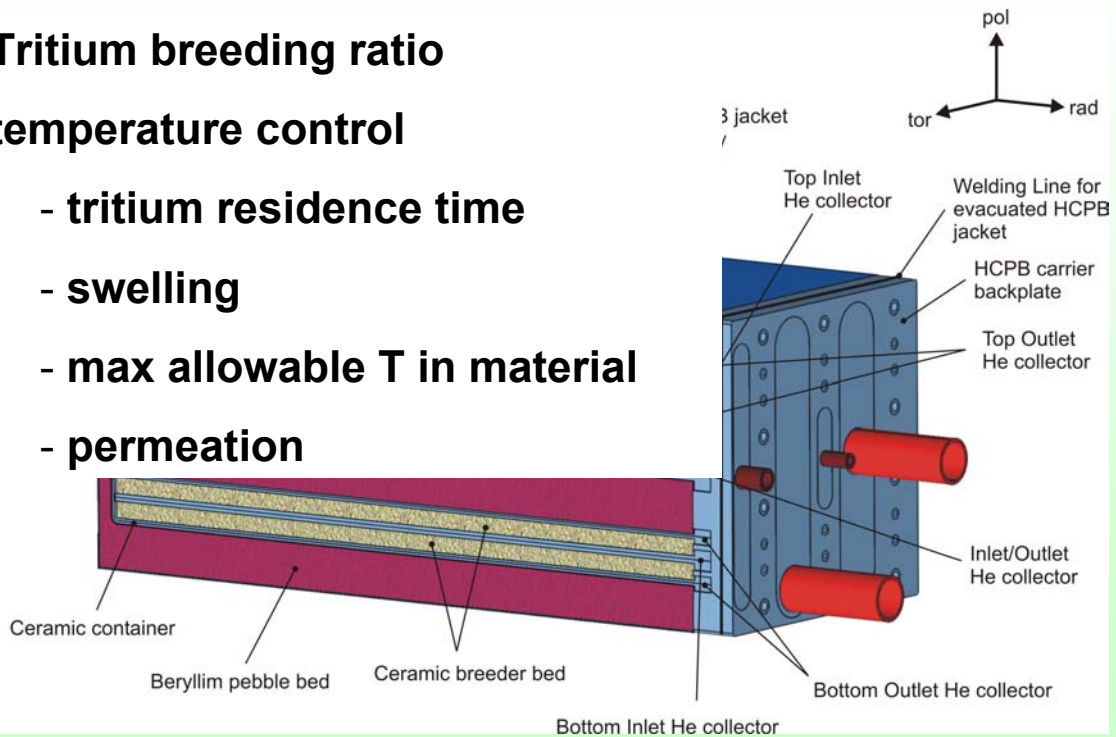 Tritium breeding ratio
temperature control
- tritium residence time
- swelling
- max allowable T in material
- permeation
pol
tor
rad
jacket
Top Inlet
He collector
Welding Line for
evacuated HCPB
jacket
HCPB carrier
backplate
Top Outlet
He collector
Inlet/Outlet
He collector
Ceramic container
Beryllim pebble bed
Ceramic breeder bed
Bottom Outlet He collector
Bottom Inlet He collector